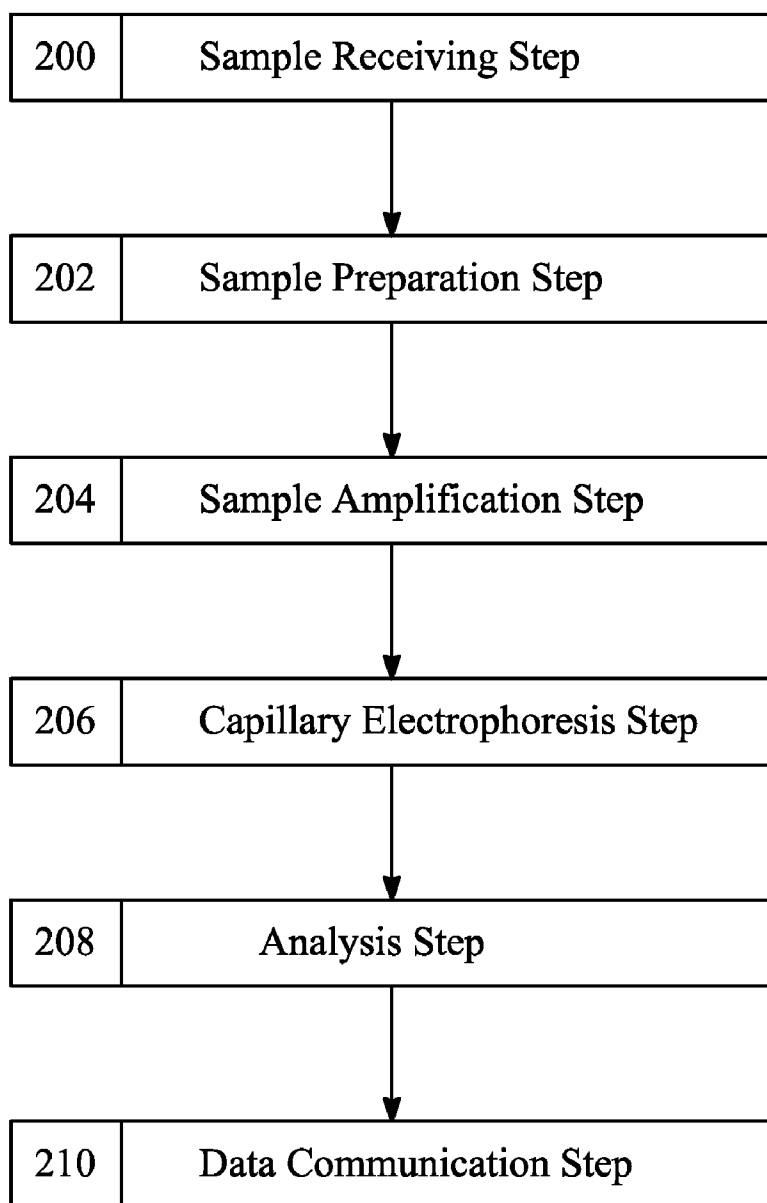 200 Sample Receiving Step
202 Sample Preparation Step
204 Sample Amplification Step
206 Capillary Electrophoresis Step
208 Analysis Step
210 Data Communication Step